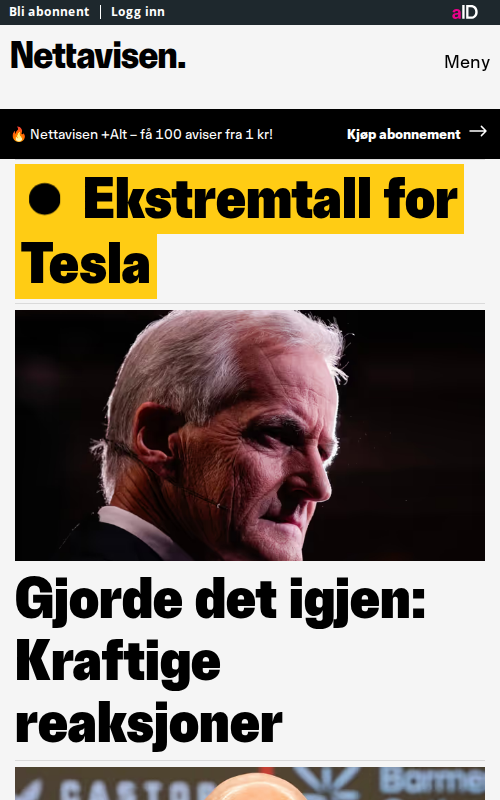 Bli abonnent | Logg inn
aID
Nettavisen.
Meny
🔥 Nettavisen +Alt – få 100 aviser fra 1 kr!
Kjøp abonnement →
● Ekstremtall for
Tesla
Gjorde det igjen:
Kraftige
reaksjoner
CASTOR
Barme